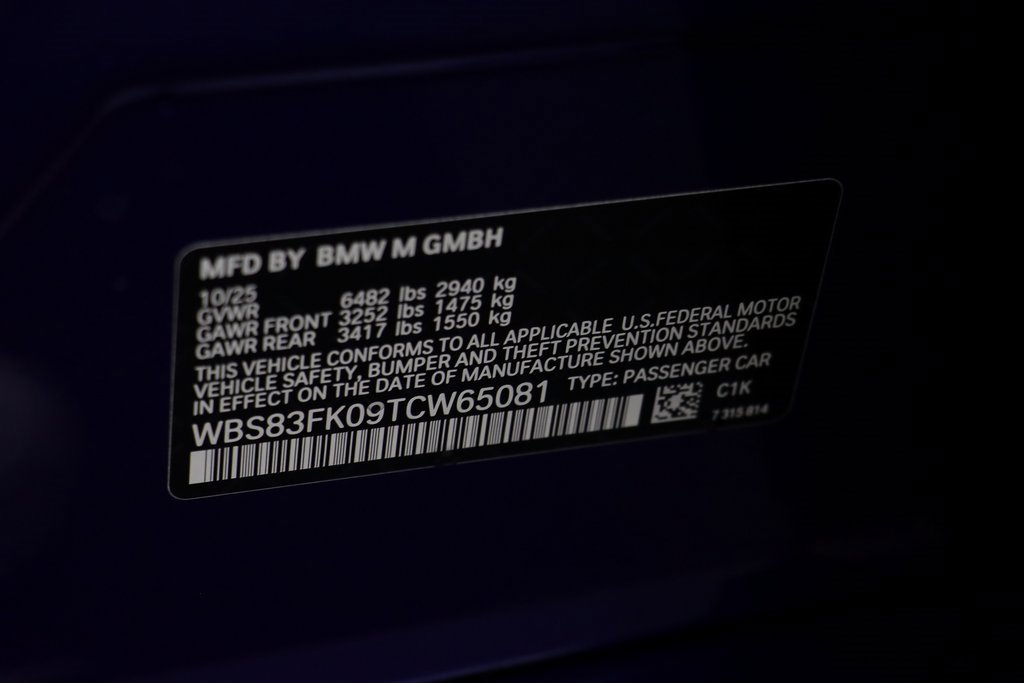 MFD BY BMW M GMBH
10/25
GVWR 6482 lbs 2940 kg
GAWR FRONT 3252 lbs 1475 kg
GAWR REAR 3417 lbs 1550 kg
THIS VEHICLE CONFORMS TO ALL APPLICABLE U.S.FEDERAL MOTOR
VEHICLE SAFETY, BUMPER AND THEFT PREVENTION STANDARDS
IN EFFECT ON THE DATE OF MANUFACTURE SHOWN ABOVE.
WBS83FK09TCW65081 TYPE: PASSENGER CAR
C1K
7 315 814